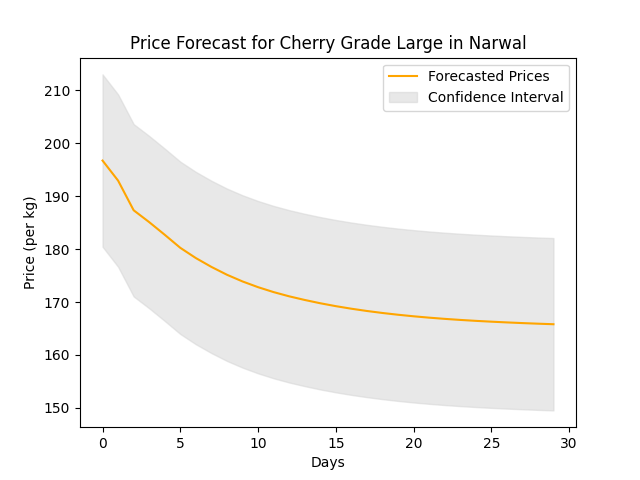 Price Forecast for Cherry Grade Large in Narwal
Forecasted Prices
Confidence Interval
Price (per kg)
210
200
190
180
170
160
150
0 5 10 15 20 25 30
Days